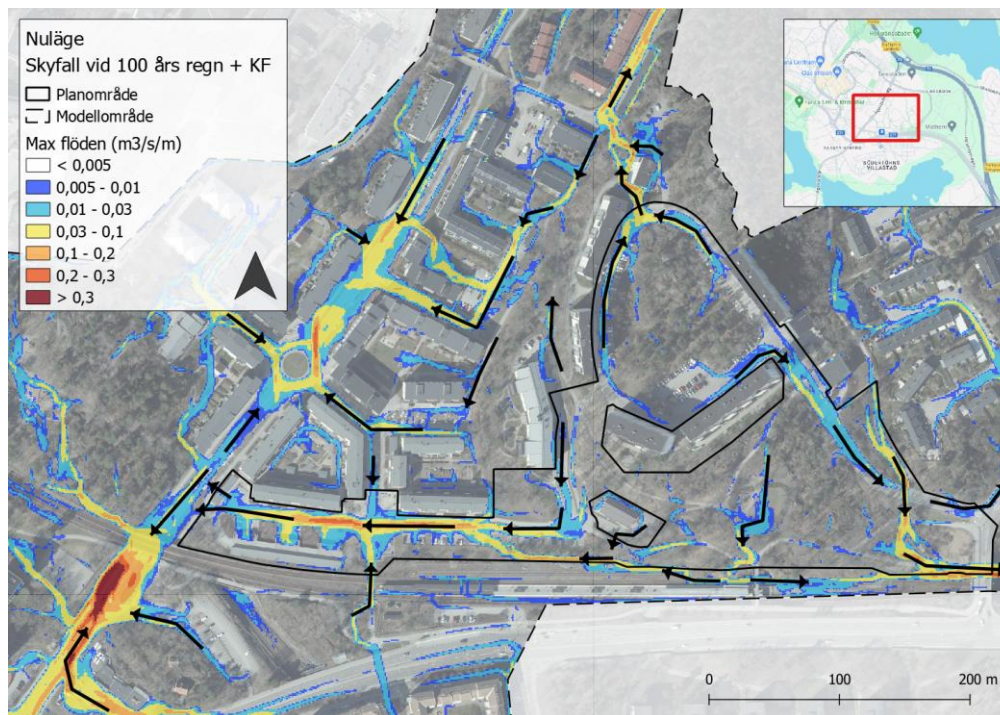 Nuläge
Skyfall vid 100 års regn + KF
Planområde
Modellområde
Max flöden (m3/s/m)
< 0,005
0,005 - 0,01
0,01 - 0,03
0,03 - 0,1
0,1 - 0,2
0,2 - 0,3
> 0,3
VILLASTAD
0
100
200 m